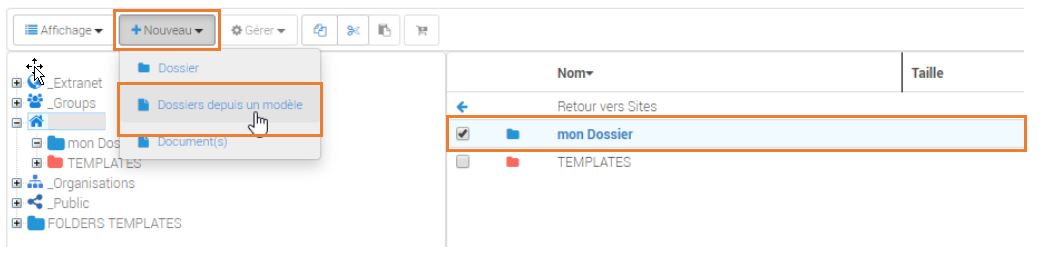 Affichage Nouveau Gérer
Dossier
Dossiers depuis un modèle
Document(s)
_Extranet
_Groups
mon Dos
TEMPLATES
_Organisations
_Public
FOLDERS TEMPLATES
Nom Taille
Retour vers Sites
mon Dossier
TEMPLATES